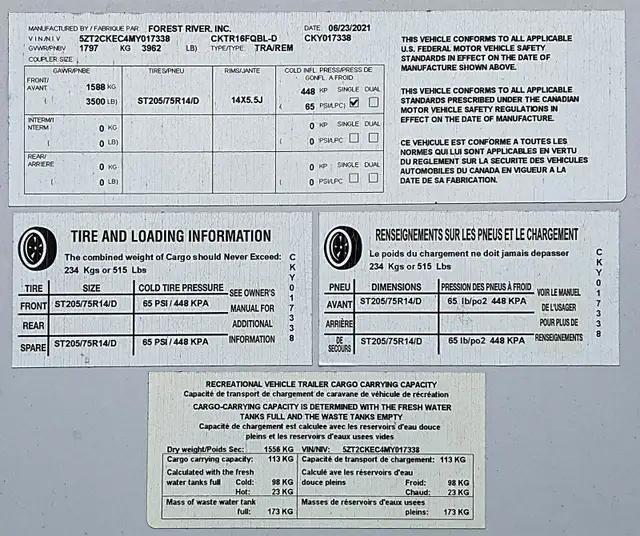 MANUFACTURED BY / FABRIQUE PAR FOREST RIVER, INC. DATE 06/23/2021
V I N / N I V 5ZT2CKEC4MY017338 CKTR16FQBL-D CKY017338
GVWR/PNBV 1797 KG 3962 LB) TYPE/TYPE: TRA/REM
COUPLER SIZE
GAWR/PNBE TIRES/PNEU RIMS/JANTE COLD INFL. PRESS/PRESS DE GONFL. A FROID
FRONT/ AVANT 1588 KG 448 KP SINGLE DUAL
( 3500 LB) ST205/75R14/D 14X5.5J ( 65 PSI/LPC)
INTERM/ NTERM 0 KG 0 KP SINGLE DUAL
( 0 LB) ( 0 PSI/LPC
REAR/ ARRIERE 0 KG 0 KP SINGLE DUAL
( 0 LB) ( 0 PSI/LPC
THIS VEHICLE CONFORMS TO ALL APPLICABLE
U.S. FEDERAL MOTOR VEHICLE SAFETY
STANDARDS IN EFFECT ON THE DATE OF
MANUFACTURE SHOWN ABOVE.
THIS VEHICLE CONFORMS TO ALL APPLICABLE
STANDARDS PRESCRIBED UNDER THE CANADIAN
MOTOR VEHICLE SAFETY REGULATIONS IN
EFFECT ON THE DATE OF MANUFACTURE.
CE VEHICULE EST CONFORME A TOUTES LES
NORMES QUI LUI SONT APPLICABLES EN VERTU
DU REGLEMENT SUR LA SECURITE DES VEHICULES
AUTOMOBILES DU CANADA EN VIGUEUR A LA
DATE DE SA FABRICATION.
TIRE AND LOADING INFORMATION
The combined weight of Cargo should Never Exceed:
234 Kgs or 515 Lbs
TIRE SIZE COLD TIRE PRESSURE
FRONT ST205/75R14/D 65 PSI / 448 KPA
REAR
SPARE ST205/75R14/D 65 PSI / 448 KPA
SEE OWNER'S
MANUAL FOR
ADDITIONAL
INFORMATION
CKY017338
RENSEIGNEMENTS SUR LES PNEUS ET LE CHARGEMENT
Le poids du chargement ne doit jamais depasser
234 Kgs or 515 Lbs
PNEU DIMENSIONS PRESSION DES PNEUS À FROID
AVANT ST205/75R14/D 65 lb/po2 448 KPA
ARRIÈRE
DE SECOURS ST205/75R14/D 65 lb/po2 448 KPA
VOIR LE MANUEL
DE L'USAGER
POUR PLUS DE
RENSEIGNEMENTS
CKY017338
RECREATIONAL VEHICLE TRAILER CARGO CARRYING CAPACITY
Capacité de transport de chargement de caravane de véhicule de récréation
CARGO-CARRYING CAPACITY IS DETERMINED WITH THE FRESH WATER
TANKS FULL AND THE WASTE TANKS EMPTY
Capacité de chargement est calculee avec les reservoirs d'eau douce
pleins et les reservoirs d'eaux usees vides
Dry weight/Poids Sec: 1556 KG VIN/NIV: 5ZT2CKEC4MY017338
Cargo carrying capacity: 113 KG Capacité de transport de chargement: 113 KG
Calculated with the fresh Calculé ave les réservoirs d'eau
water tanks full Cold: 98 KG douce pleins Froid: 98 KG
Hot: 23 KG Chaud: 23 KG
Mass of waste water tank Masses de réservoirs d'eaux usees
full: 173 KG pleins: 173 KG